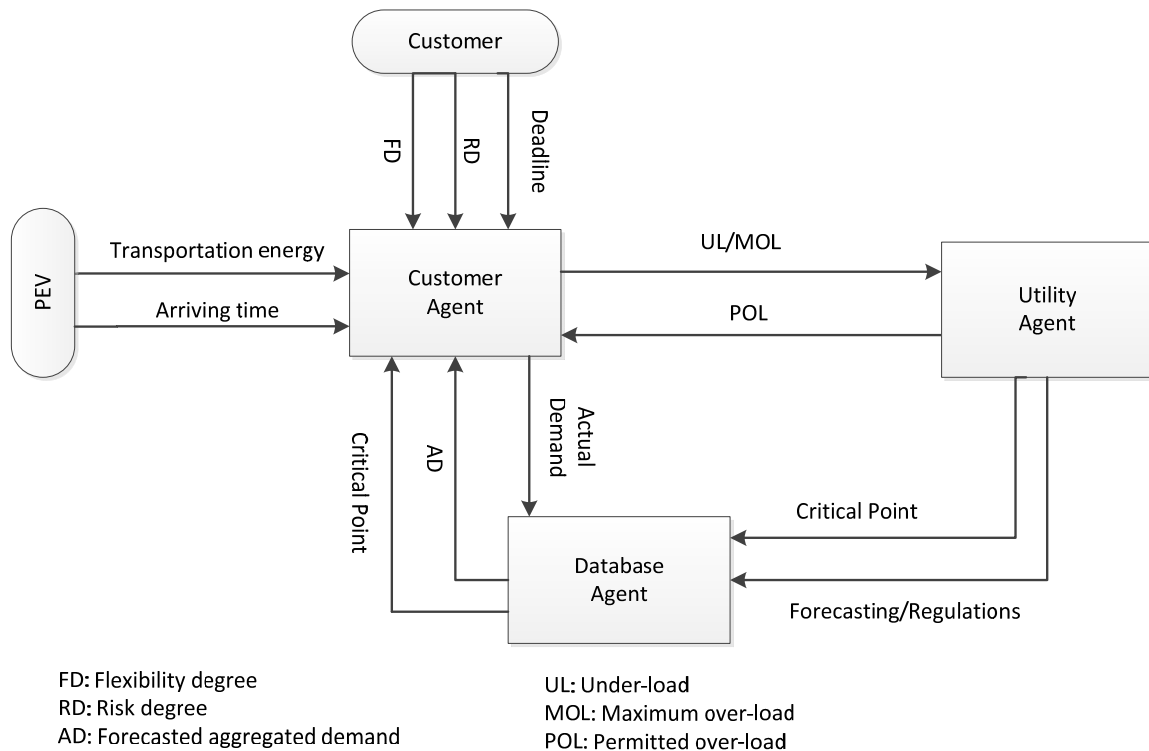 Customer
FD
RD
Deadline
PEV
Transportation energy
Arriving time
Customer
Agent
UL/MOL
POL
Utility
Agent
Critical Point
AD
Actual
Demand
Database
Agent
Critical Point
Forecasting/Regulations
FD: Flexibility degree
RD: Risk degree
AD: Forecasted aggregated demand
UL: Under-load
MOL: Maximum over-load
POL: Permitted over-load